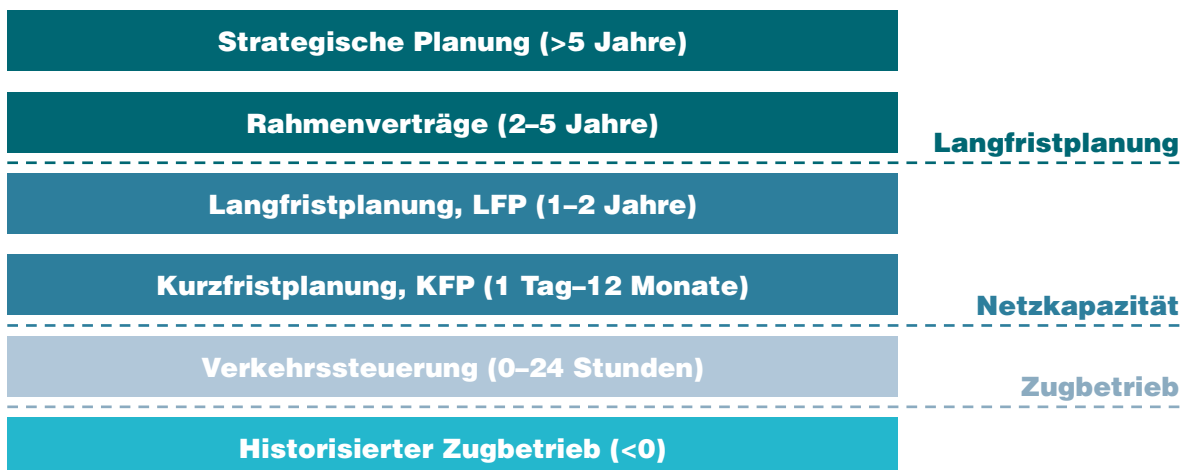 Strategische Planung (>5 Jahre)
Rahmenverträge (2–5 Jahre)
Langfristplanung
Langfristplanung, LFP (1–2 Jahre)
Kurzfristplanung, KFP (1 Tag–12 Monate)
Netzkapazität
Verkehrssteuerung (0–24 Stunden)
Zugbetrieb
Historisierter Zugbetrieb (<0)